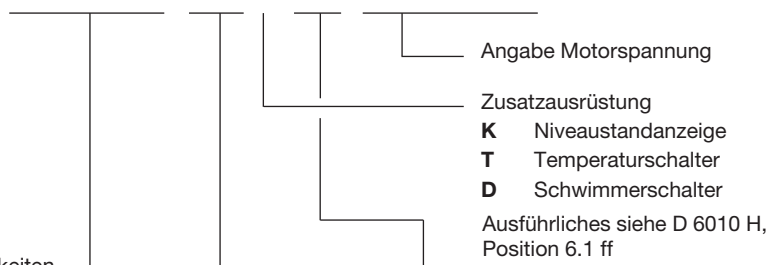 Angabe Motorspannung
Zusatzausrüstung
K Niveaustandanzeige
T Temperaturschalter
D Schwimmerschalter
Ausführliches siehe D 6010 H,
Position 6.1 ff